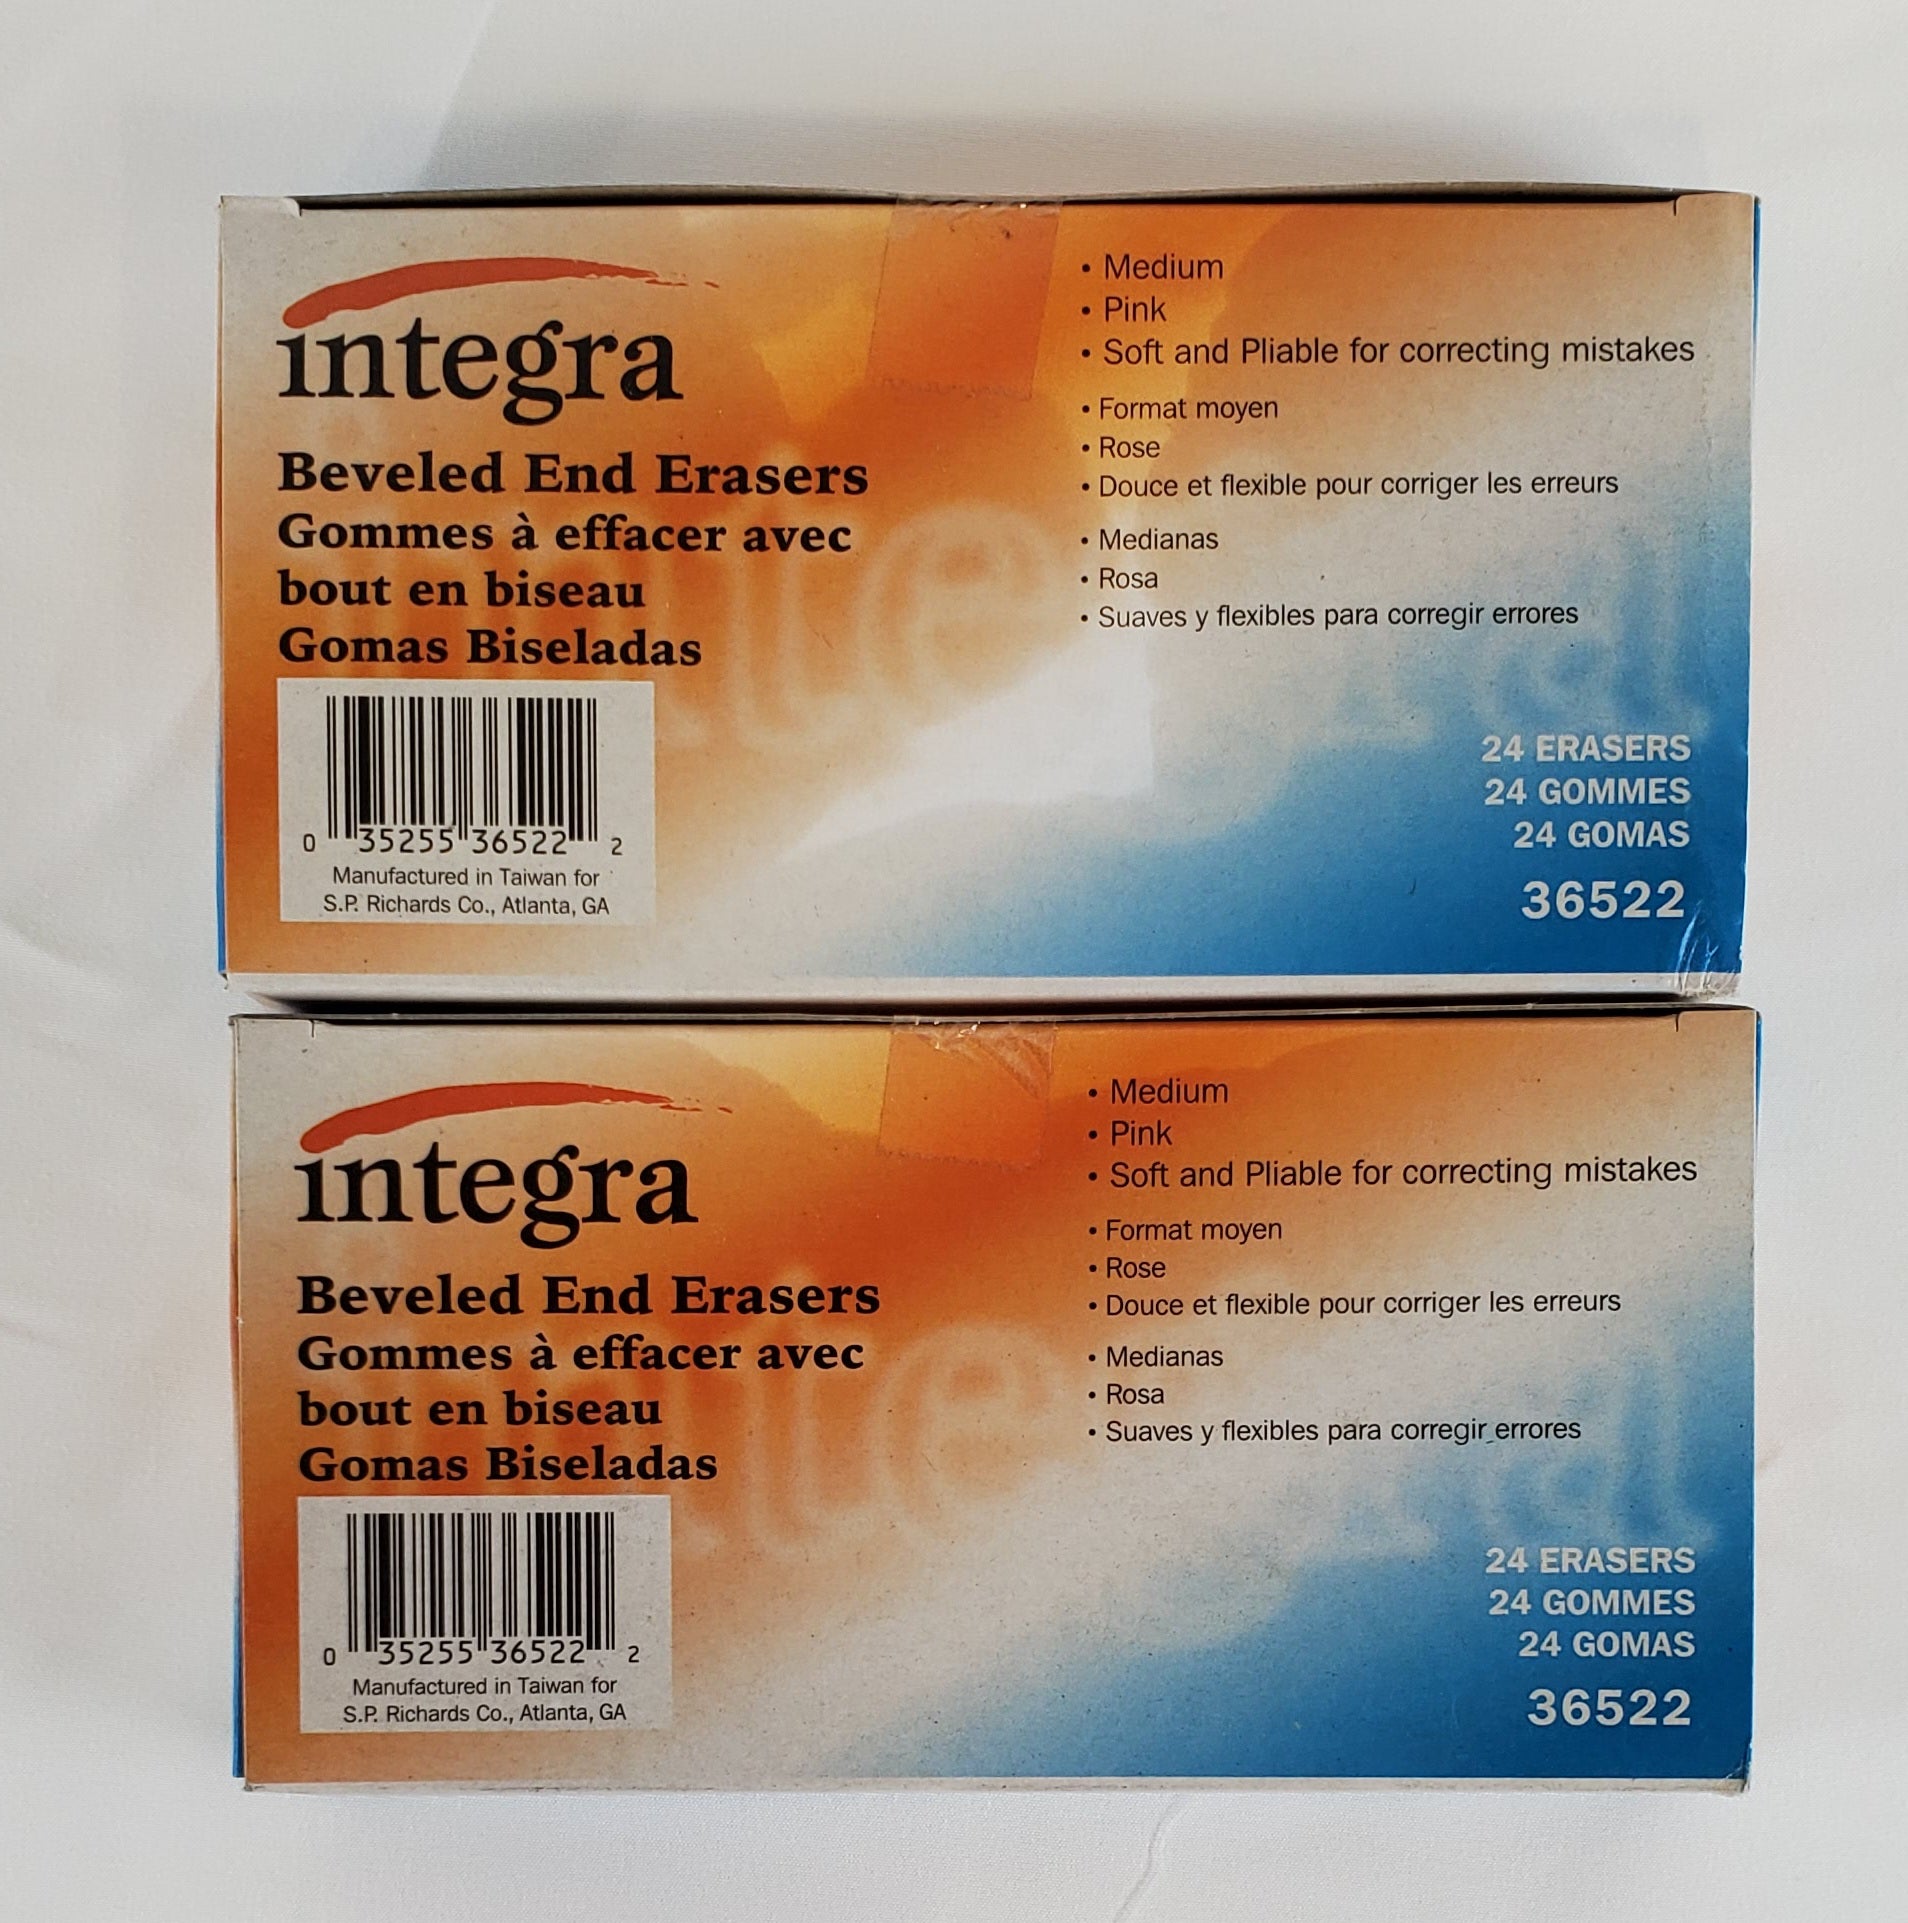 integra
Beveled End Erasers
Gommes à effacer avec
bout en biseau
Gomas Biseladas
0 35255 36522 2
Manufactured in Taiwan for
S.P. Richards Co., Atlanta, GA
• Medium
• Pink
• Soft and Pliable for correcting mistakes
• Format moyen
• Rose
• Douce et flexible pour corriger les erreurs
• Medianas
• Rosa
• Suaves y flexibles para corregir errores
24 ERASERS
24 GOMMES
24 GOMAS
36522
integra
Beveled End Erasers
Gommes à effacer avec
bout en biseau
Gomas Biseladas
0 35255 36522 2
Manufactured in Taiwan for
S.P. Richards Co., Atlanta, GA
• Medium
• Pink
• Soft and Pliable for correcting mistakes
• Format moyen
• Rose
• Douce et flexible pour corriger les erreurs
• Medianas
• Rosa
• Suaves y flexibles para corregir errores
24 ERASERS
24 GOMMES
24 GOMAS
36522